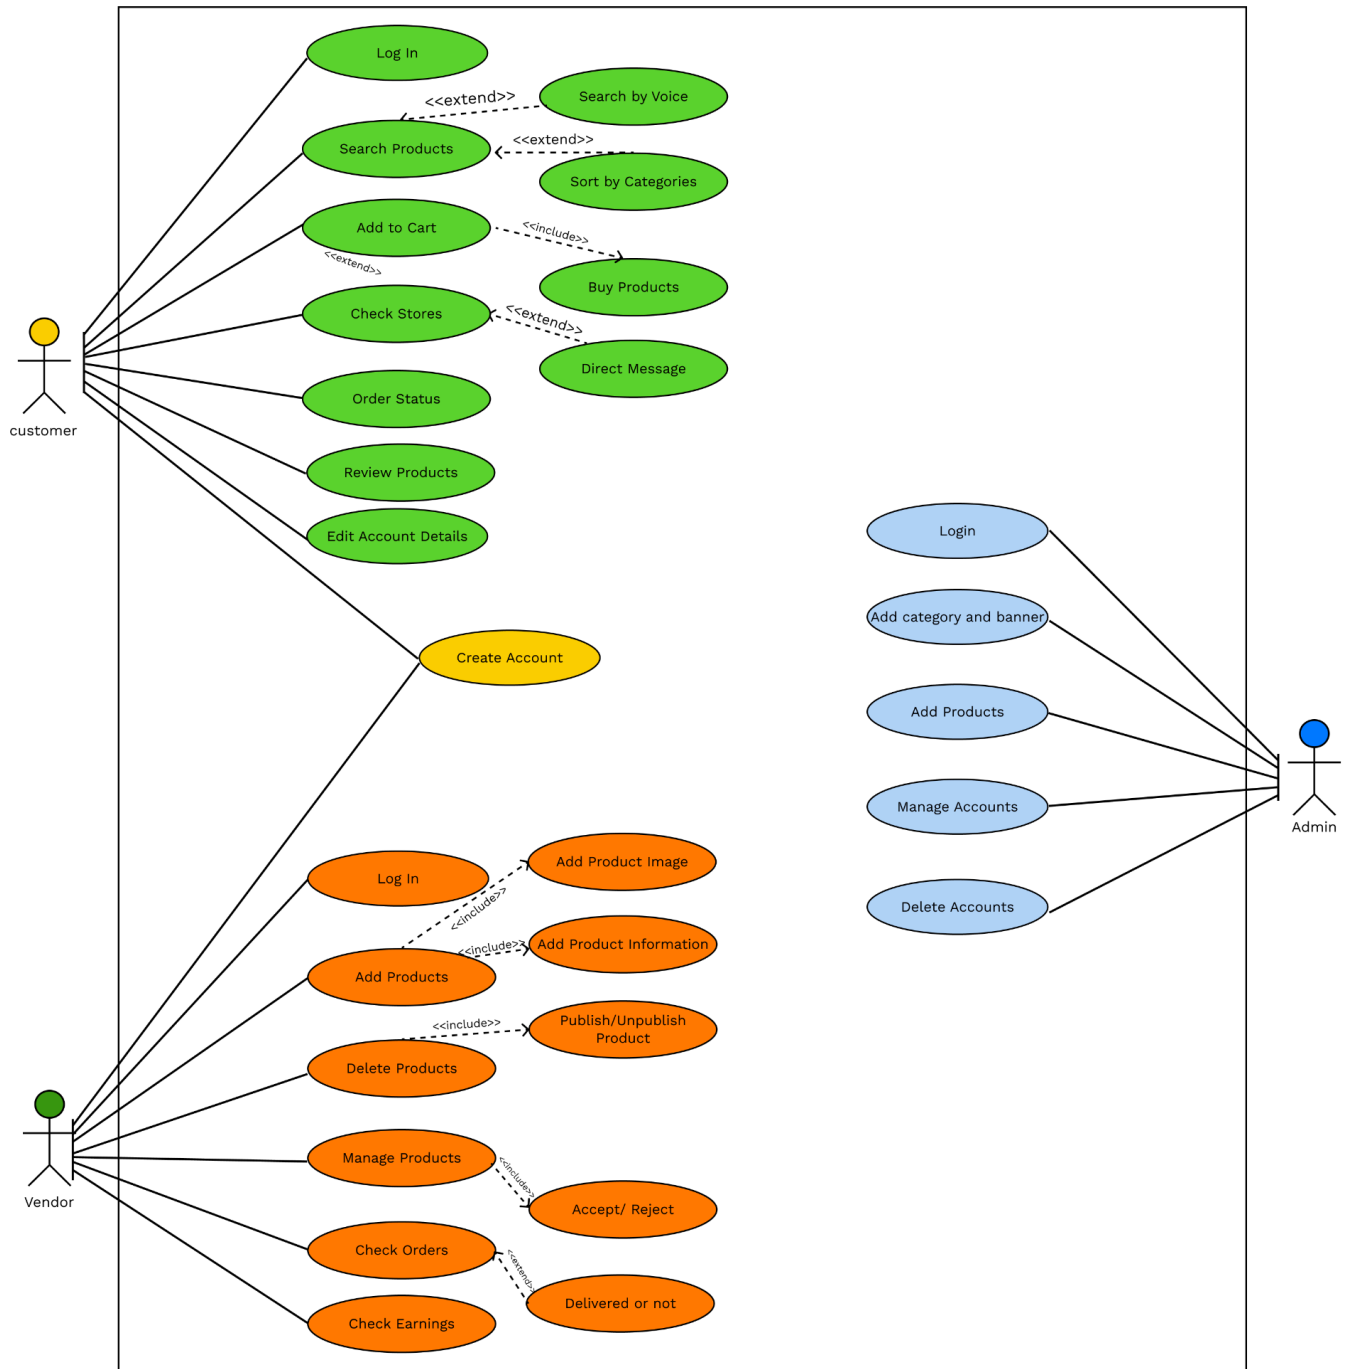 Log In
<<extend>>
Search by Voice
Search Products
<<extend>>
Sort by Categories
Add to Cart
<<include>>
<<extend>>
Buy Products
Check Stores
<<extend>>
Direct Message
Order Status
customer
Review Products
Edit Account Details
Login
Add category and banner
Create Account
Add Products
Manage Accounts
Admin
Delete Accounts
Log In
Add Product Image
<<include>>
<<include>>
Add Product Information
Add Products
<<include>>
Publish/Unpublish
Product
Delete Products
Manage Products
<<include>>
Accept/ Reject
Vendor
Check Orders
<<extend>>
Delivered or not
Check Earnings